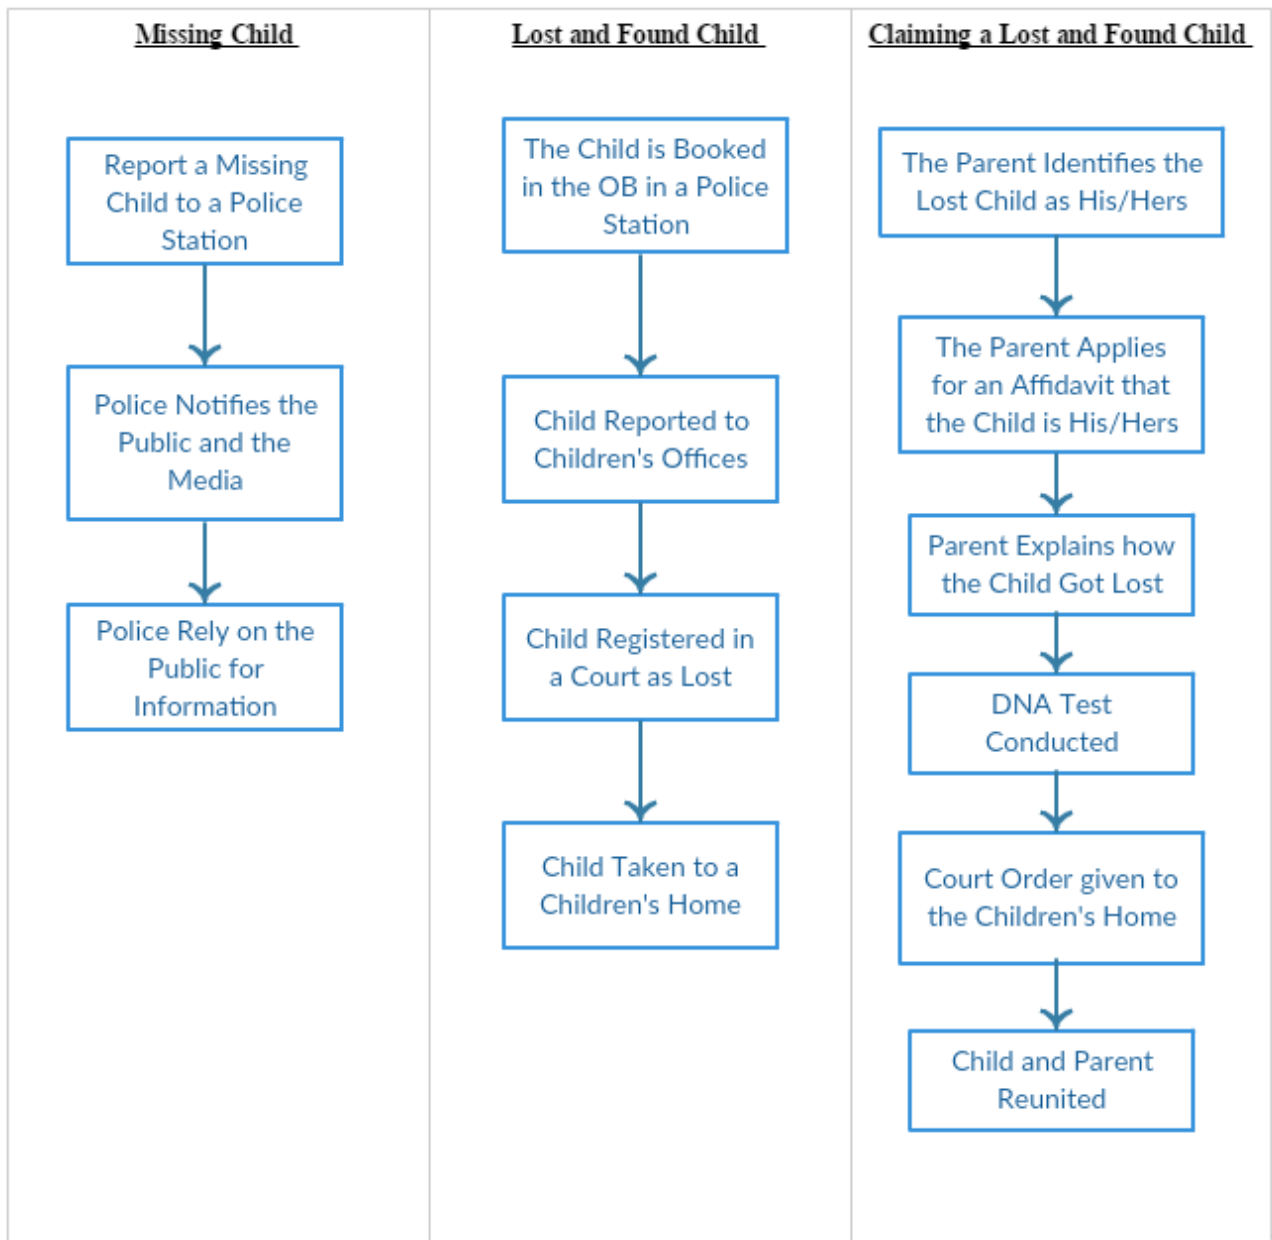 Missing Child
Report a Missing
Child to a Police
Station
Police Notifies the
Public and the
Media
Police Rely on the
Public for
Information
Lost and Found Child
The Child is Booked
in the OB in a Police
Station
Child Reported to
Children's Offices
Child Registered in
a Court as Lost
Child Taken to a
Children's Home
Claiming a Lost and Found Child
The Parent Identifies the
Lost Child as His/Hers
The Parent Applies
for an Affidavit that
the Child is His/Hers
Parent Explains how
the Child Got Lost
DNA Test
Conducted
Court Order given to
the Children's Home
Child and Parent
Reunited